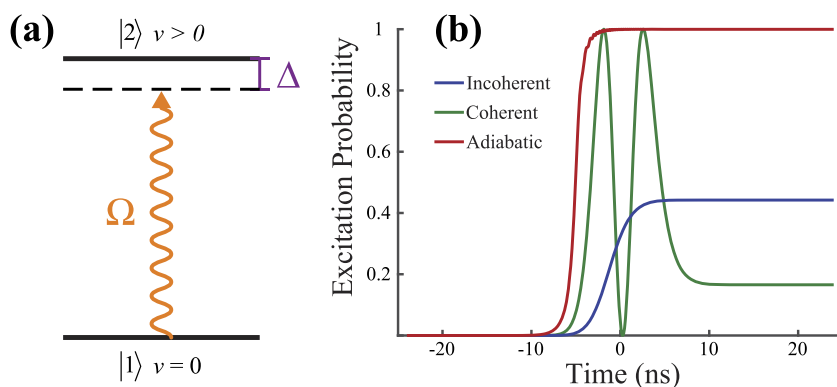 (a)
|2⟩ v > 0
Δ
Ω
|1⟩ v = 0
(b)
Excitation Probability
1
0.8
0.6
0.4
0.2
Incoherent
Coherent
Adiabatic
-20 -10 0 10 20
Time (ns)